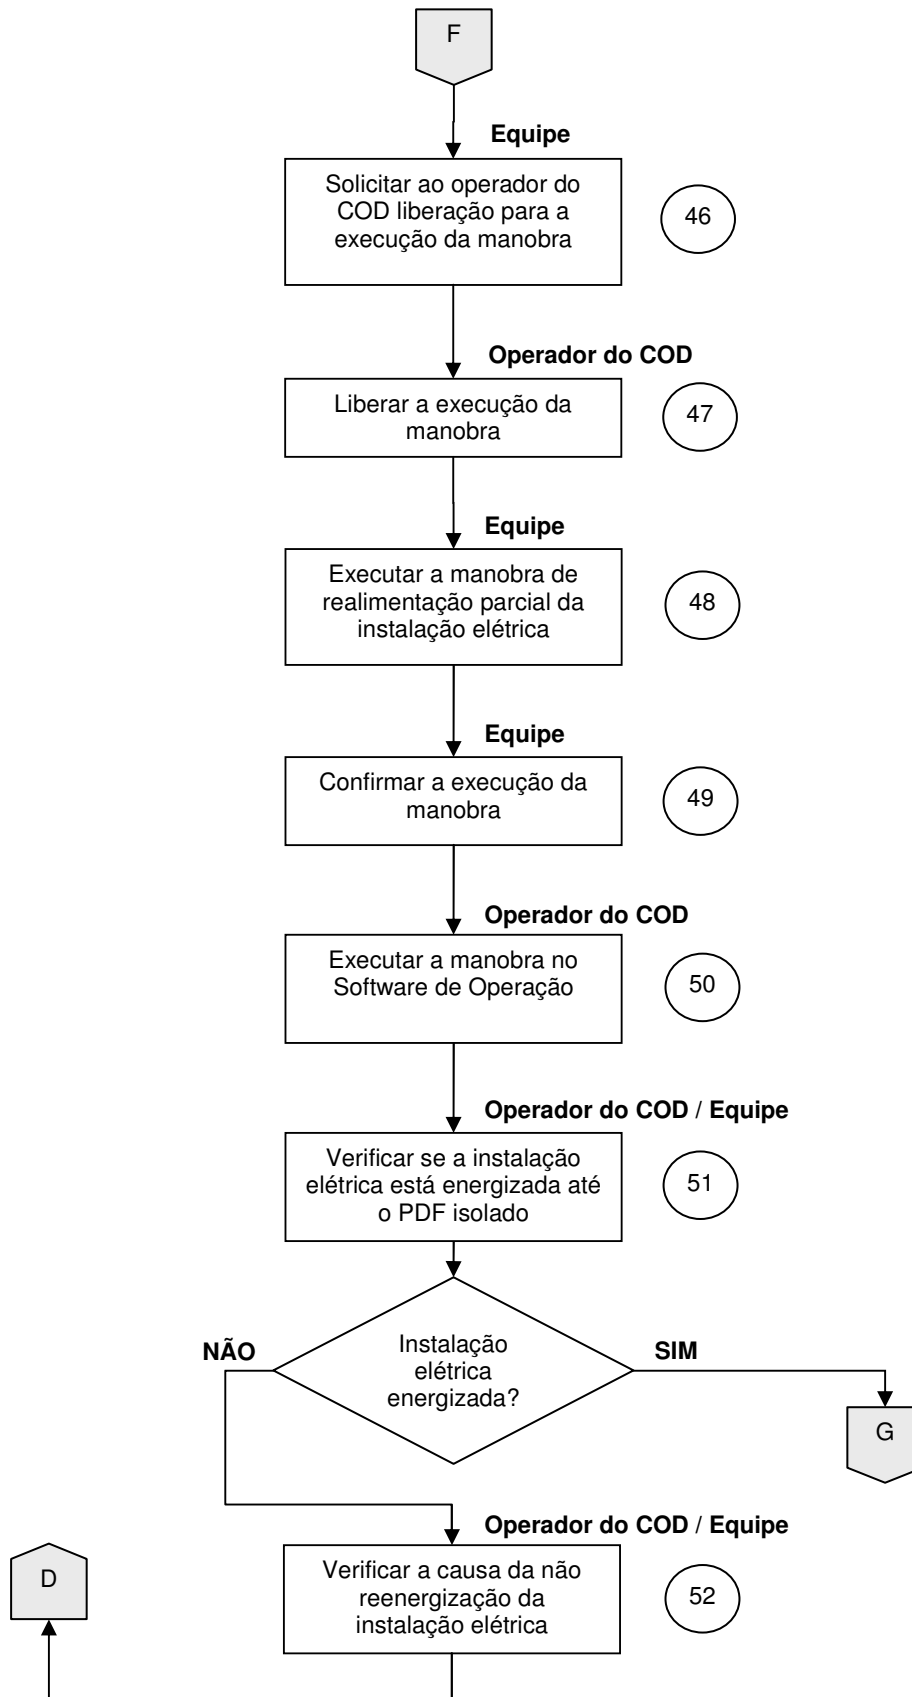 F
Equipe
Solicitar ao operador do
COD liberação para a
execução da manobra
46
Operador do COD
Liberar a execução da
manobra
47
Equipe
Executar a manobra de
realimentação parcial da
instalação elétrica
48
Equipe
Confirmar a execução da
manobra
49
Operador do COD
Executar a manobra no
Software de Operação
50
Operador do COD / Equipe
Verificar se a instalação
elétrica está energizada até
o PDF isolado
51
NÃO
Instalação
elétrica
energizada?
SIM
G
Operador do COD / Equipe
D
Verificar a causa da não
reenergização da
instalação elétrica
52